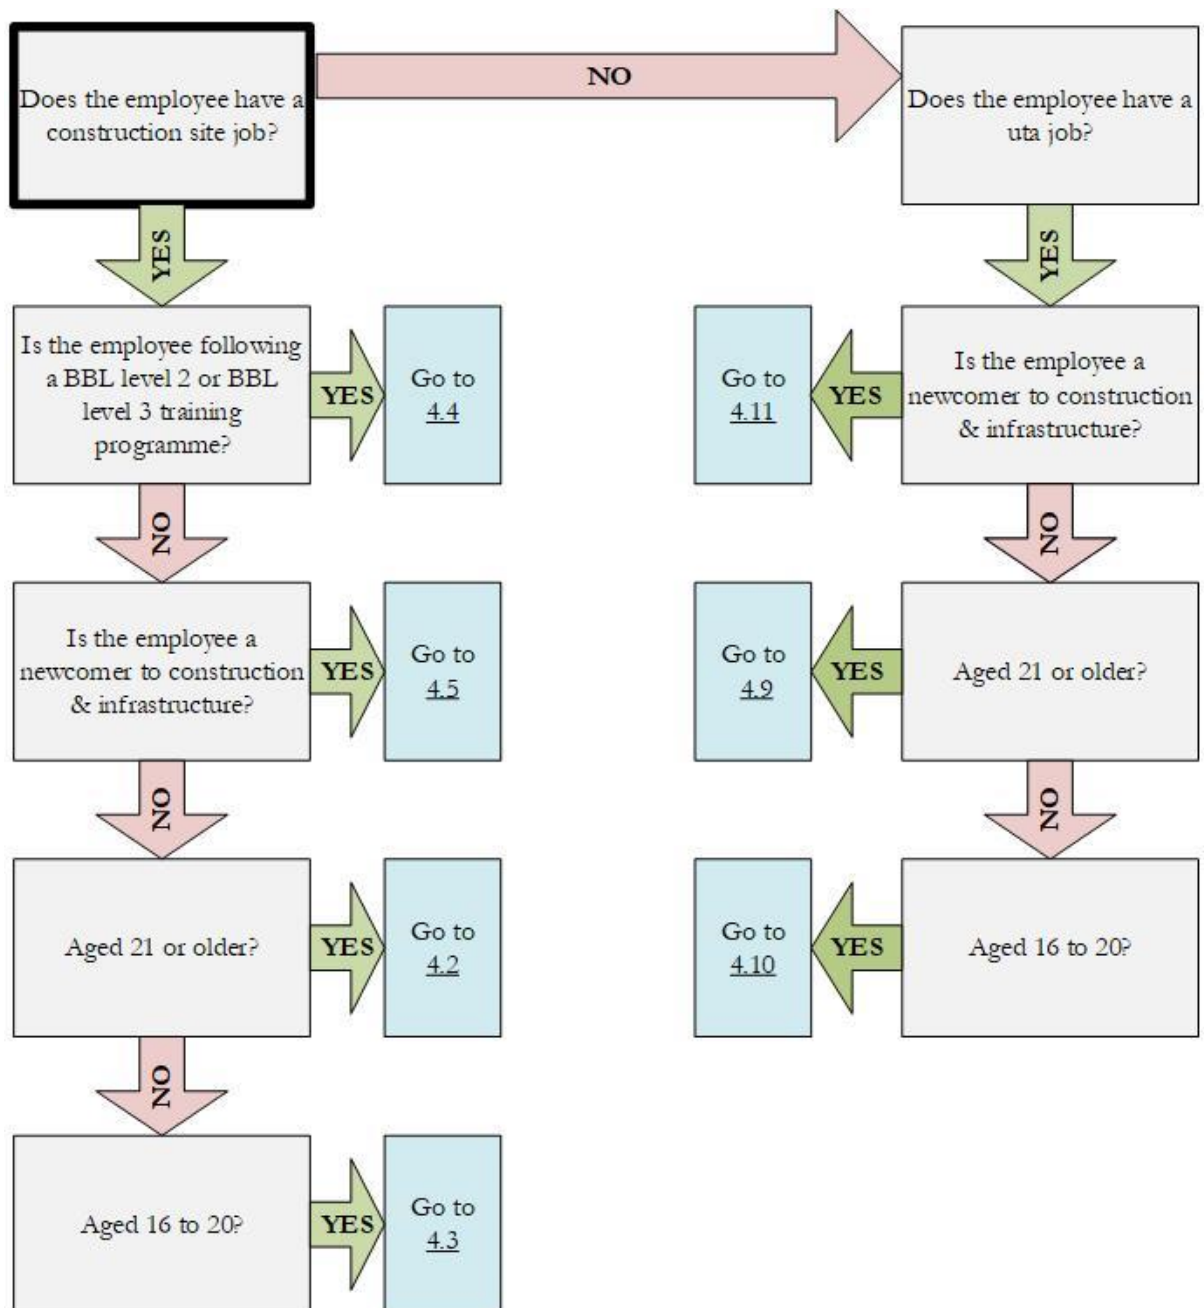 Does the employee have a
construction site job?
NO
Does the employee have a
uta job?
YES
YES
Is the employee following
a BBL level 2 or BBL
level 3 training
programme?
YES
Go to
4.4
Go to
4.11
YES
Is the employee a
newcomer to construction
& infrastructure?
NO
NO
Is the employee a
newcomer to construction
& infrastructure?
YES
Go to
4.5
Go to
4.9
YES
Aged 21 or older?
NO
NO
Aged 21 or older?
YES
Go to
4.2
Go to
4.10
YES
Aged 16 to 20?
NO
Aged 16 to 20?
YES
Go to
4.3